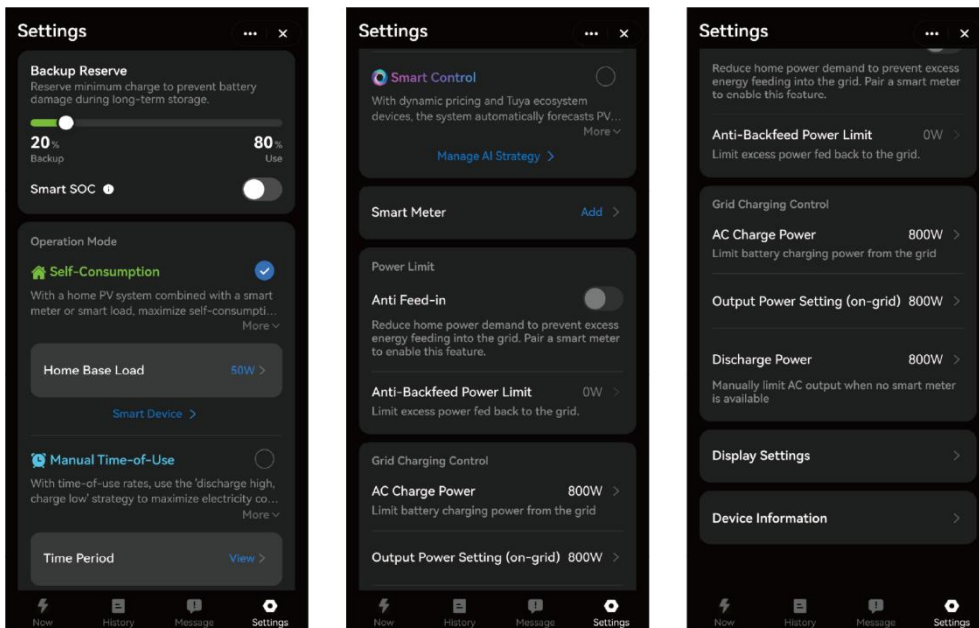 Settings
Backup Reserve
Reserve minimum charge to prevent battery
damage during long-term storage.
20% 80%
Backup Use
Smart SOC
Operation Mode
Self-Consumption
With a home PV system combined with a smart
meter or smart load, maximize self-consumpti...
More
Home Base Load 50W >
Smart Device >
Manual Time-of-Use
With time-of-use rates, use the 'discharge high,
charge low' strategy to maximize electricity co...
More
Time Period View >
Now History Message Settings
Settings
Smart Control
With dynamic pricing and Tuya ecosystem
devices, the system automatically forecasts PV...
More
Manage AI Strategy >
Smart Meter Add >
Power Limit
Anti Feed-in
Reduce home power demand to prevent excess
energy feeding into the grid. Pair a smart meter
to enable this feature.
Anti-Backfeed Power Limit 0W >
Limit excess power fed back to the grid.
Grid Charging Control
AC Charge Power 800W >
Limit battery charging power from the grid
Output Power Setting (on-grid) 800W >
Now History Message Settings
Settings
Reduce home power demand to prevent excess
energy feeding into the grid. Pair a smart meter
to enable this feature.
Anti-Backfeed Power Limit 0W >
Limit excess power fed back to the grid.
Grid Charging Control
AC Charge Power 800W >
Limit battery charging power from the grid
Output Power Setting (on-grid) 800W >
Discharge Power 800W >
Manually limit AC output when no smart meter
is available
Display Settings >
Device Information >
Now History Message Settings